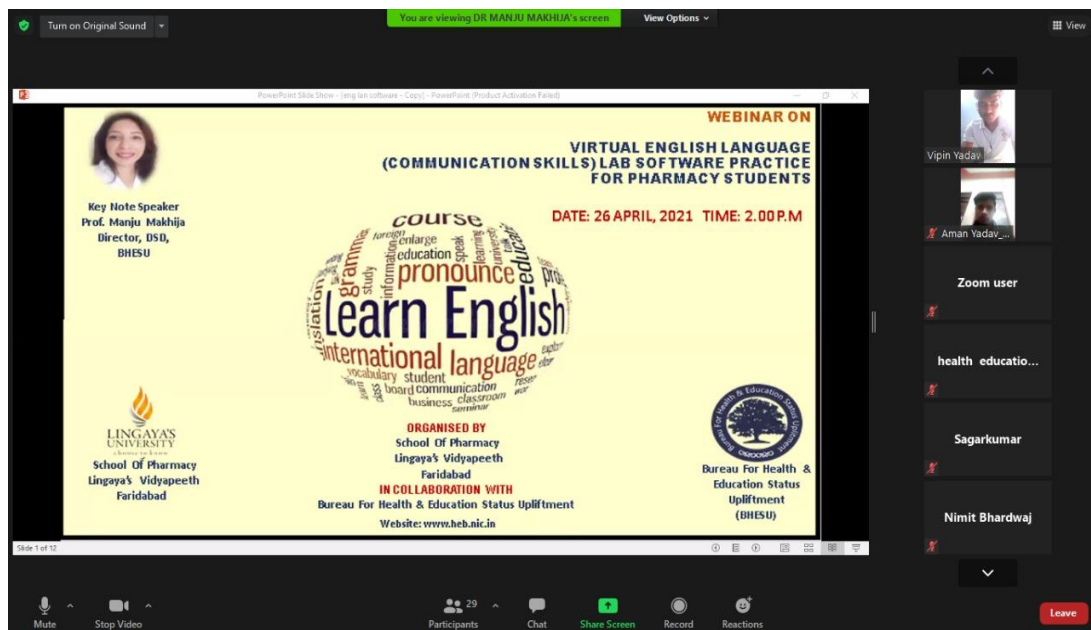 Turn on Original Sound
You are viewing DR MANJU MAKHIJA's screen
View Options
View
PowerPoint Slide Show - [eng lan software - Copy] - PowerPoint (Product Activation Failed)
WEBINAR ON
VIRTUAL ENGLISH LANGUAGE
(COMMUNICATION SKILLS) LAB SOFTWARE PRACTICE
FOR PHARMACY STUDENTS
DATE: 26 APRIL, 2021 TIME: 2.00 P.M
Key Note Speaker
Prof. Manju Makhija
Director, DSD,
BHESU
course
foreign
enlarge
education
speak
learning
university
grammar
study
information
pronounce
Learn English
international language
vocabulary student
board communication
class
business classroom
seminar
LINGAYA'S
UNIVERSITY
School Of Pharmacy
Lingaya's Vidyapeeth
Faridabad
ORGANISED BY
School Of Pharmacy
Lingaya's Vidyapeeth
Faridabad
IN COLLABORATION WITH
Bureau For Health & Education Status Upliftment
Website: www.heb.nic.in
Bureau For Health &
Education Status
Upliftment
(BHESU)
Slide 1 of 12
Vipin Yadav
Aman Yadav_...
Zoom user
health educatio...
Sagarkumar
Nimit Bhardwaj
Mute
Stop Video
29
Participants
Chat
Share Screen
Record
Reactions
Leave